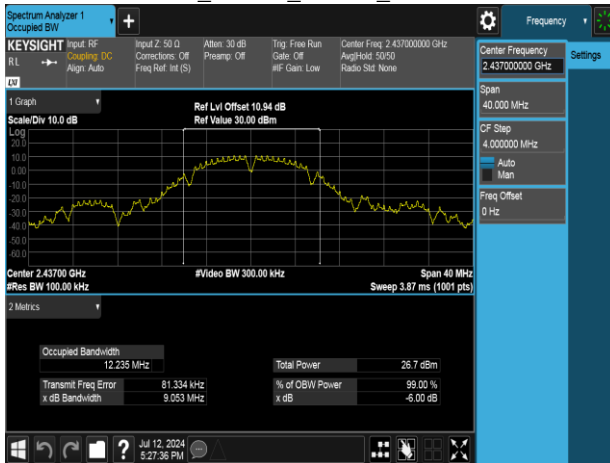 Spectrum Analyzer 1
Occupied BW
Frequency
KEYSIGHT
RL
LXI
Input: RF
Coupling: DC
Align: Auto
Input Z: 50 Ω
Corrections: Off
Freq Ref: Int (S)
Atten: 30 dB
Preamp: Off
Trig: Free Run
Gate: Off
#IF Gain: Low
Center Freq: 2.437000000 GHz
Avg|Hold: 50/50
Radio Std: None
Center Frequency
2.437000000 GHz
Settings
Span
40.000 MHz
CF Step
4.000000 MHz
Auto
Man
Freq Offset
0 Hz
1 Graph
Scale/Div 10.0 dB
Ref Lvl Offset 10.94 dB
Ref Value 30.00 dBm
Log
20.0
10.0
0.00
-10.0
-20.0
-30.0
-40.0
-50.0
-60.0
Center 2.43700 GHz
#Res BW 100.00 kHz
#Video BW 300.00 kHz
Span 40 MHz
Sweep 3.87 ms (1001 pts)
2 Metrics
Occupied Bandwidth
12.235 MHz
Total Power 26.7 dBm
Transmit Freq Error 81.334 kHz
% of OBW Power 99.00 %
x dB Bandwidth 9.053 MHz
x dB -6.00 dB
?
Jul 12, 2024
5:27:36 PM